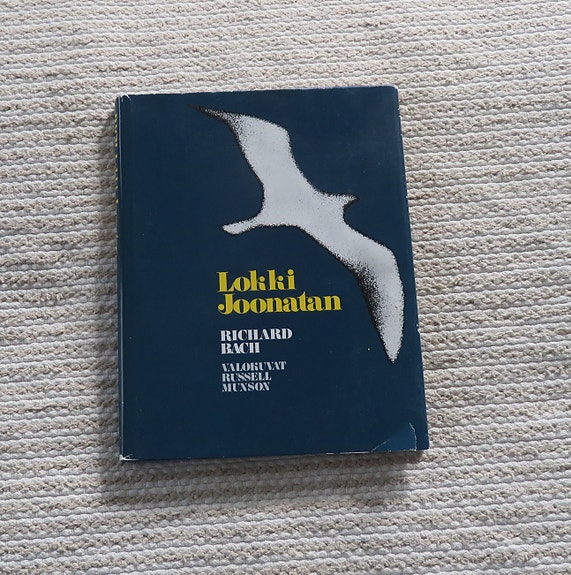 Lokki
Joonatan
RICHARD
BACH
VALOKUVAT
RUSSELL
MUNSON